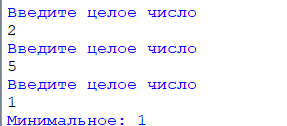 Введите целое число
2
Введите целое число
5
Введите целое число
1
Минимальное: 1